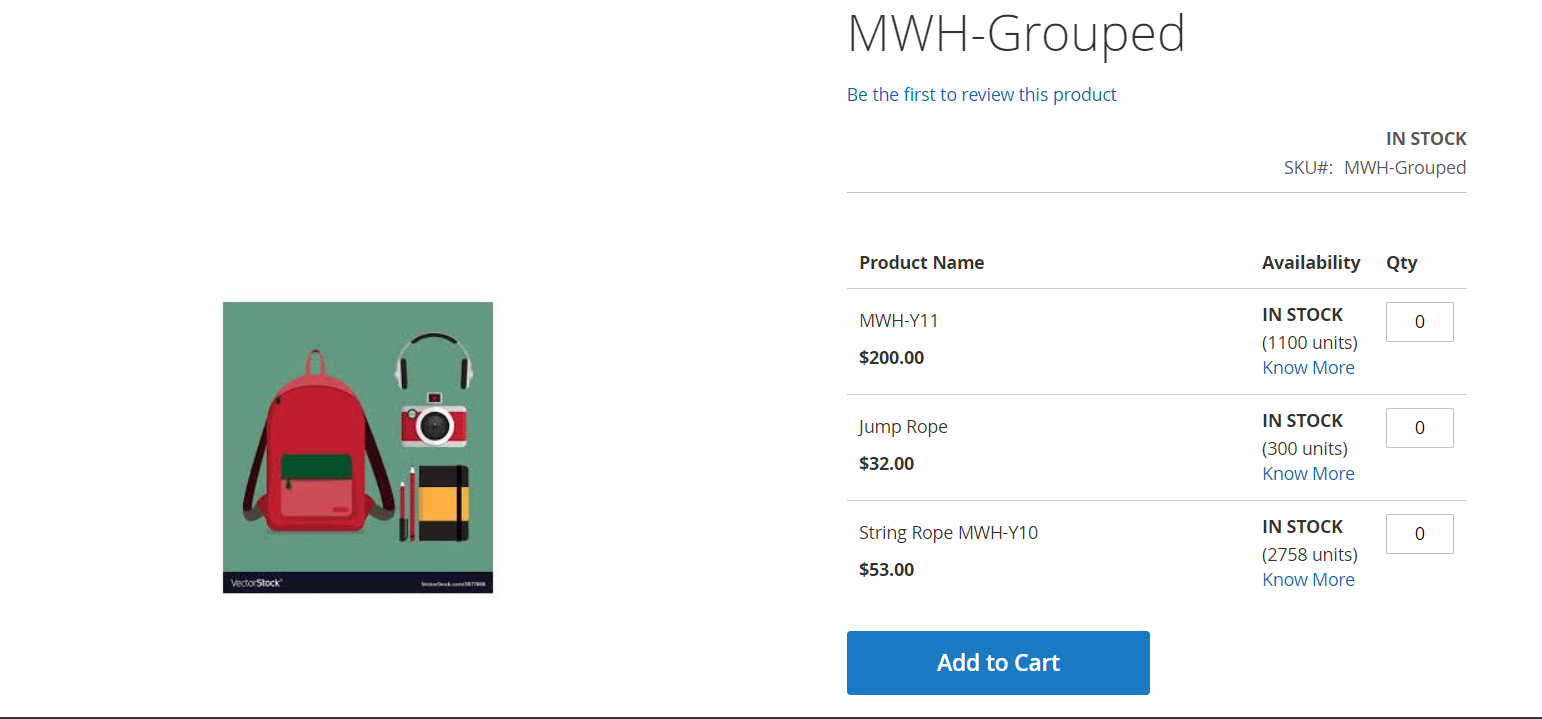 MWH-Grouped
Be the first to review this product
IN STOCK
SKU#: MWH-Grouped
Product Name Availability Qty
MWH-Y11
$200.00
IN STOCK
(1100 units)
Know More
0
Jump Rope
$32.00
IN STOCK
(300 units)
Know More
0
String Rope MWH-Y10
$53.00
IN STOCK
(2758 units)
Know More
0
Add to Cart
VectorStock®